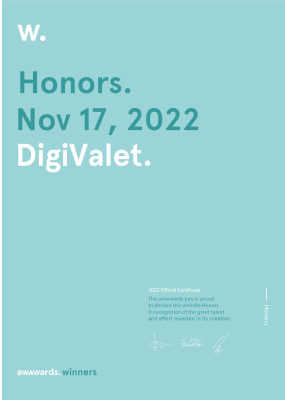 w.
Honors.
Nov 17, 2022
DigiValet.
2022 Official Certificate.
The awwwards jury is proud
to declare this website Honors
in recognition of the great talent
and effort invested in its creation
Honors
awwwards.winners